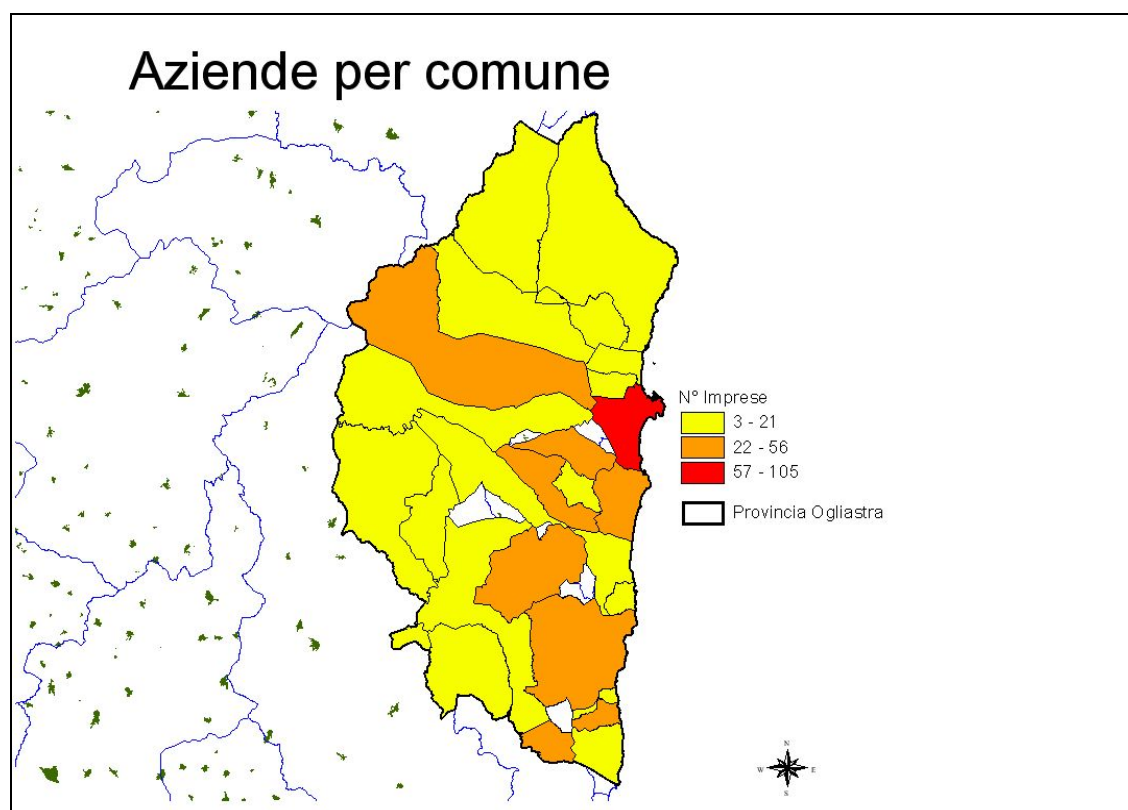 Aziende per comune
N° Imprese
3 - 21
22 - 56
57 - 105
Provincia Ogliastra
N
W E
S